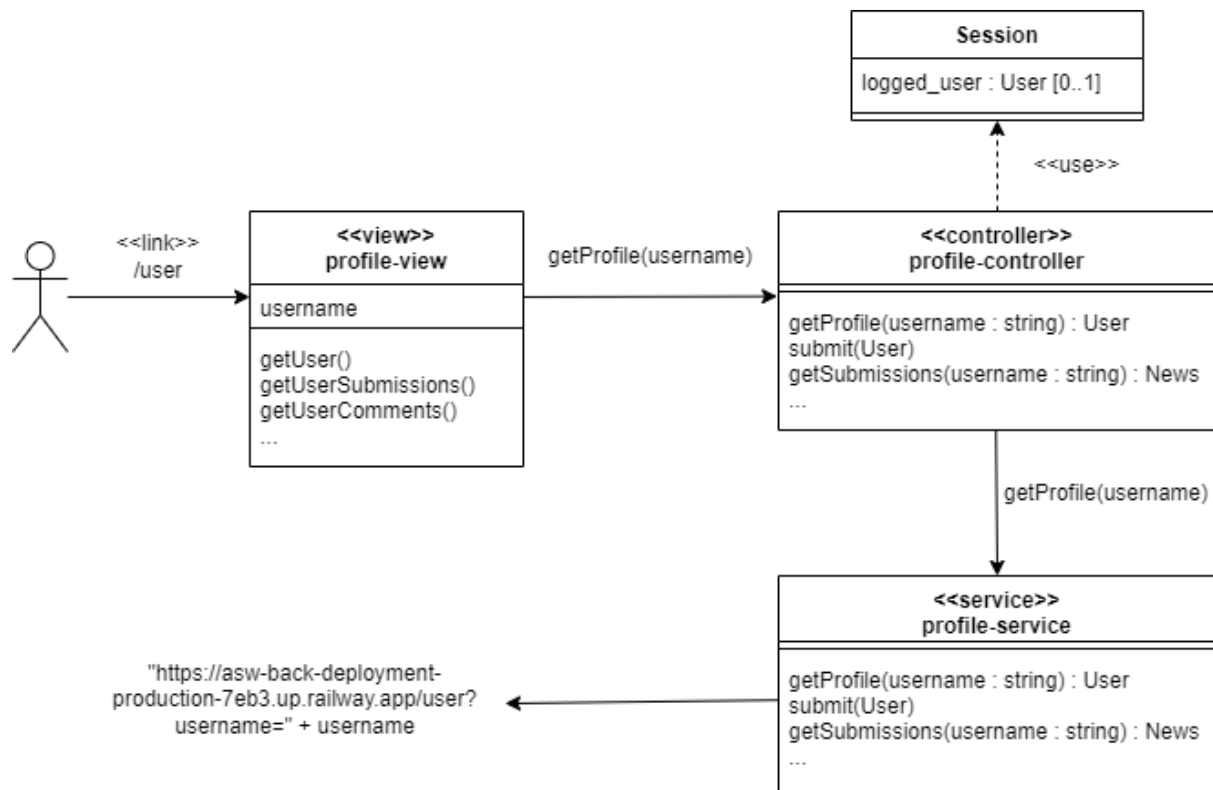 Session
logged_user : User [0..1]
<<use>>
<<link>>
/user
<<view>>
profile-view
username
getUser()
getUserSubmissions()
getUserComments()
...
getProfile(username)
<<controller>>
profile-controller
getProfile(username : string) : User
submit(User)
getSubmissions(username : string) : News
...
getProfile(username)
<<service>>
profile-service
getProfile(username : string) : User
submit(User)
getSubmissions(username : string) : News
...
"https://asw-back-deployment-
production-7eb3.up.railway.app/user?
username=" + username